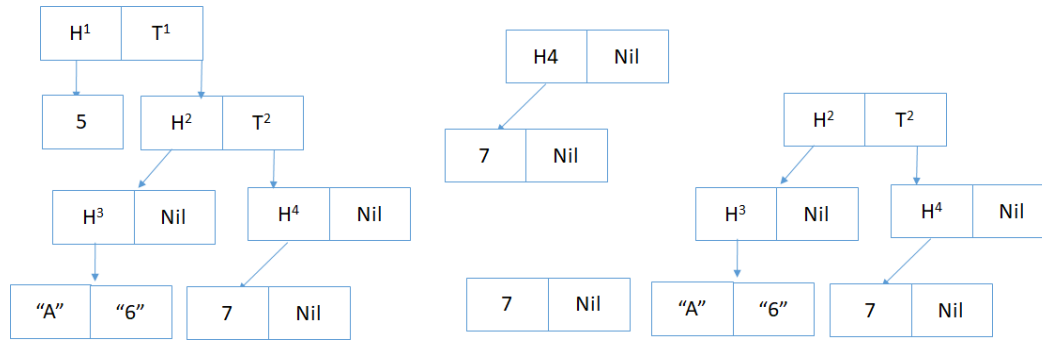 H¹ T¹
5
H² T²
H³ Nil
H⁴ Nil
“A” “6”
7 Nil
H4 Nil
7 Nil
7 Nil
H² T²
H³ Nil
H⁴ Nil
“A” “6”
7 Nil